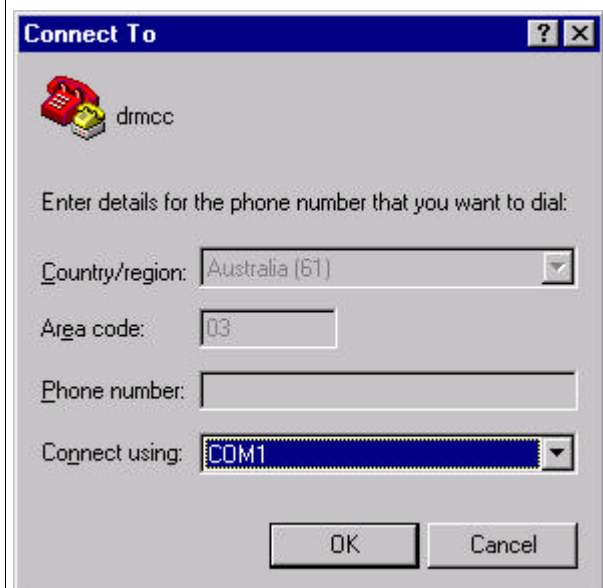 Connect To
drmcc
Enter details for the phone number that you want to dial:
Country/region: Australia (61)
Area code: 03
Phone number:
Connect using: COM1
OK Cancel